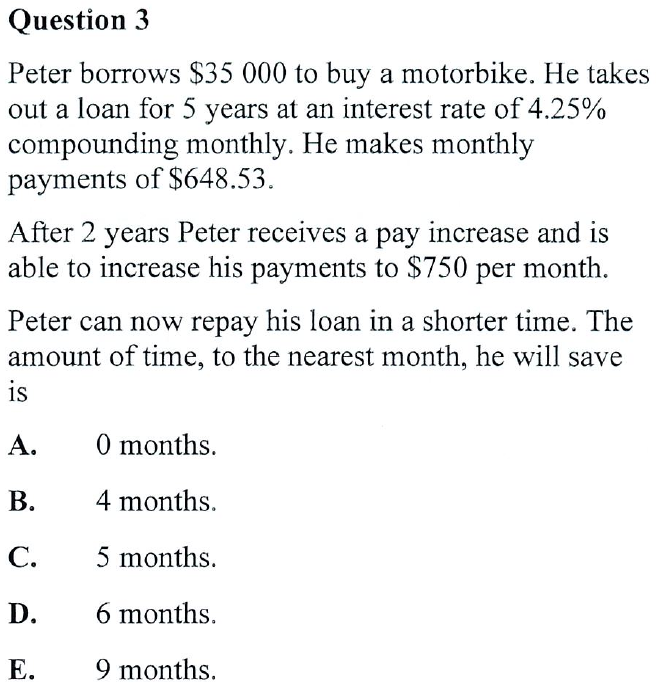 Question 3
Peter borrows $35 000 to buy a motorbike. He takes
out a loan for 5 years at an interest rate of 4.25%
compounding monthly. He makes monthly
payments of $648.53.
After 2 years Peter receives a pay increase and is
able to increase his payments to $750 per month.
Peter can now repay his loan in a shorter time. The
amount of time, to the nearest month, he will save
is
A. 0 months.
B. 4 months.
C. 5 months.
D. 6 months.
E. 9 months.